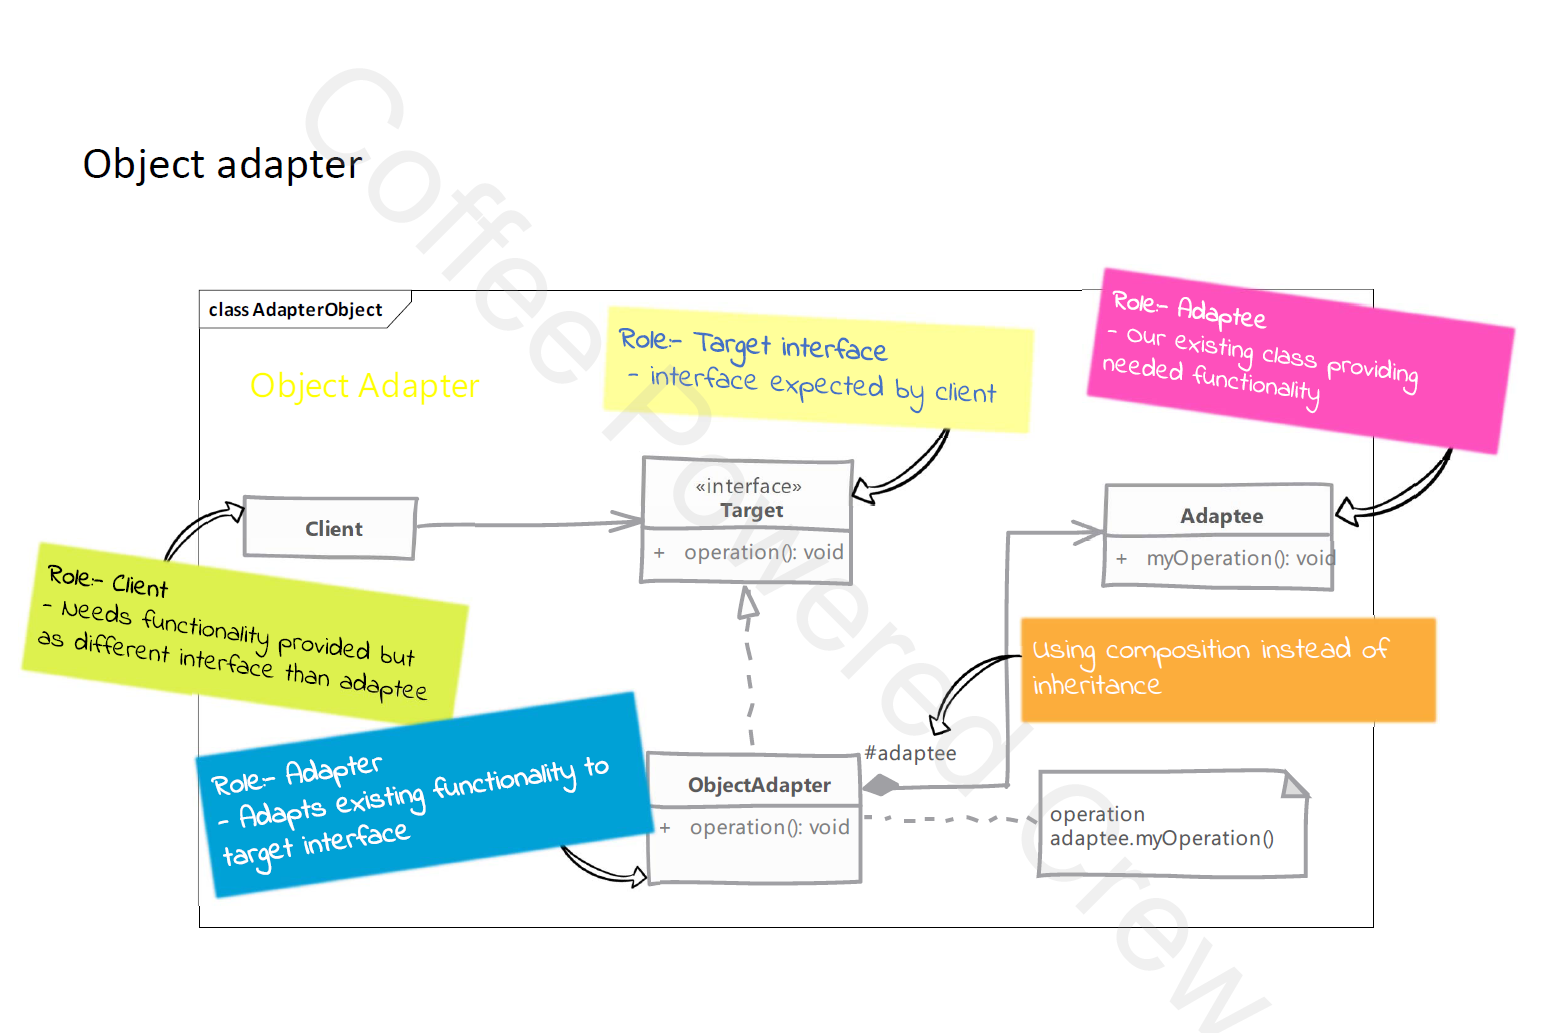 Object adapter
class AdapterObject
Object Adapter
Role:- Target interface
- interface expected by client
Role:- Adaptee
- Our existing class providing
needed functionality
«interface»
Target
+ operation(): void
Client
Adaptee
+ myOperation(): void
Role:- Client
- Needs functionality provided but
as different interface than adaptee
Using composition instead of
inheritance
Role:- Adapter
- Adapts existing functionality to
target interface
#adaptee
ObjectAdapter
+ operation(): void
operation
adaptee.myOperation()
Coffee Powered Crew